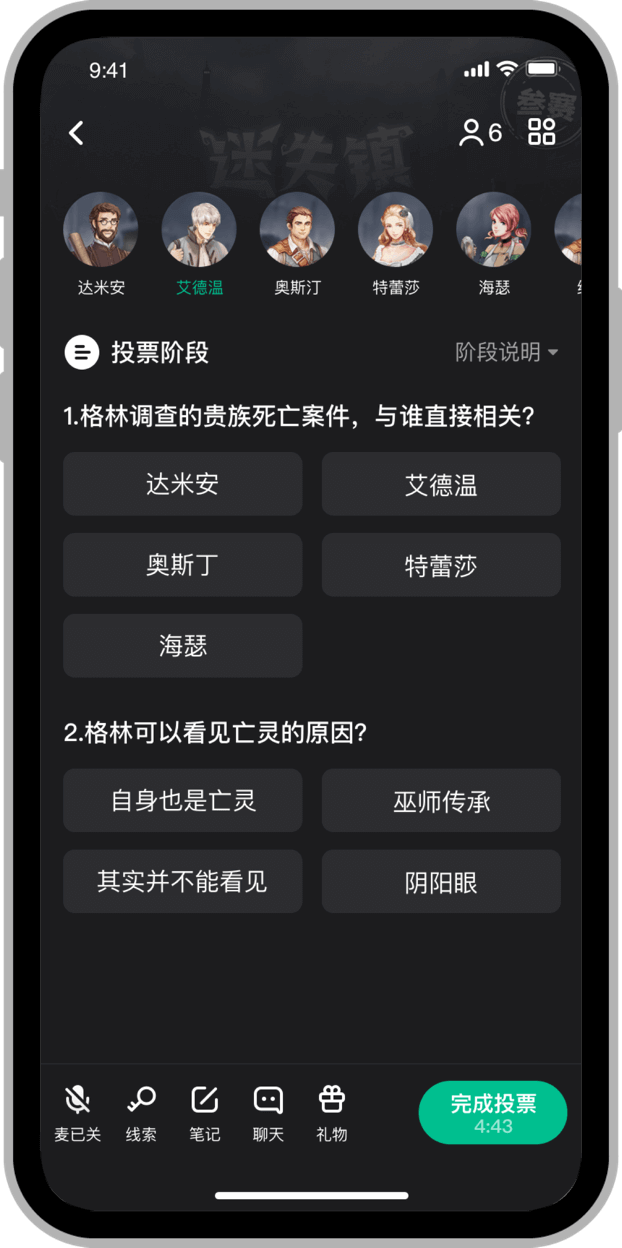 9:41
叁赛
6
迷失镇
达米安
艾德温
奥斯汀
特蕾莎
海瑟
投票阶段
阶段说明
1.格林调查的贵族死亡案件，与谁直接相关?
达米安
艾德温
奥斯丁
特蕾莎
海瑟
2.格林可以看见亡灵的原因?
自身也是亡灵
巫师传承
其实并不能看见
阴阳眼
麦已关
线索
笔记
聊天
礼物
完成投票
4:43